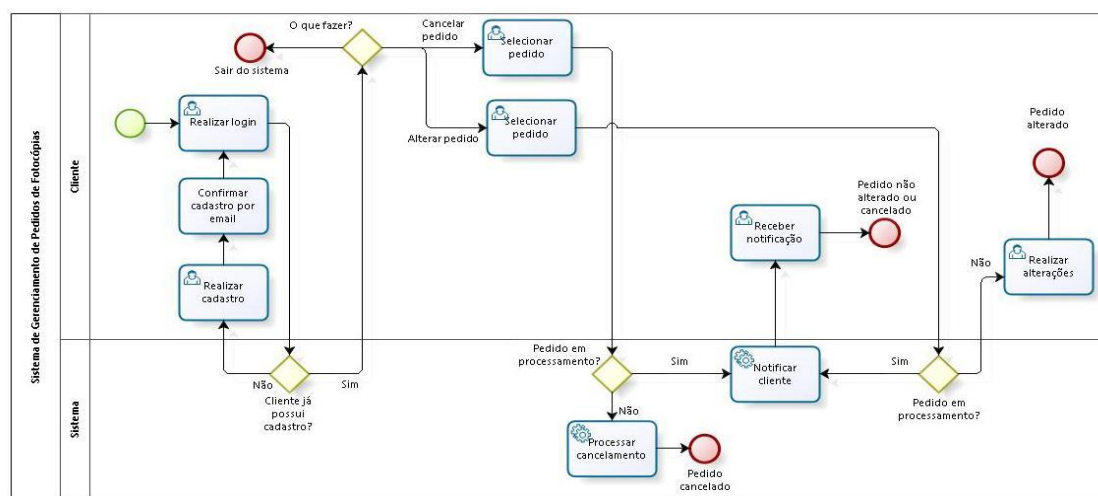 Sistema de Gerenciamento de Pedidos de Fotocópias
Cliente
O que fazer?
Cancelar
pedido
Selecionar
pedido
Sair do sistema
Realizar login
Alterar pedido
Selecionar
pedido
Pedido
alterado
Confirmar
cadastro por
email
Pedido não
alterado ou
cancelado
Receber
notificação
Realizar
cadastro
Não
Realizar
alterações
Sistema
Não
Sim
Cliente já
possui
cadastro?
Pedido em
processamento?
Sim
Notificar
cliente
Sim
Pedido em
processamento?
Não
Processar
cancelamento
Pedido
cancelado